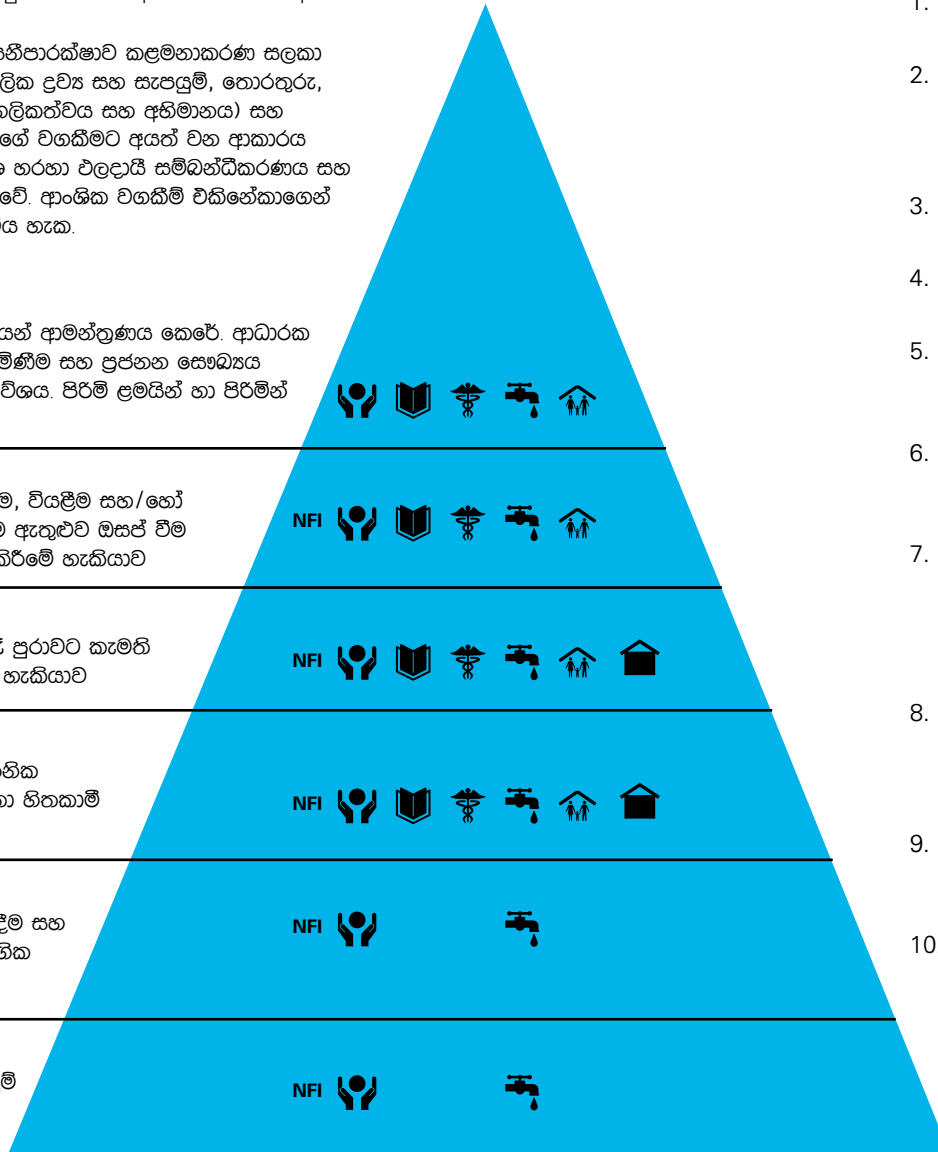 1.
සනීපාරක්ෂාව කළමනාකරණ සලකා
ලික ද්‍රව්‍ය සහ සැපයුම්, තොරතුරු,
ලිකත්වය සහ අභිමානය) සහ
ගේ වගකීමට අයත් වන ආකාරය
හරහා ඵලදායී සම්බන්ධීකරණය සහ
වේ. ආංශික වගකීම් එකිනෙකාගෙන්
ය හැක.
යන් ආමන්ත්‍රණය කෙරේ. ආධාරක
මිණීම සහ ප්‍රජනන සෞඛ්‍යය
ව්ශය. පිරිමි ළමයින් හා පිරිමින්
ම, වියළීම සහ/හෝ
ම ඇතුළුව ඔසප් වීම
කිරීමේ හැකියාව
NFI
පුරාවට කැමති
හැකියාව
NFI
නික
හා හිතකාමී
NFI
දීම සහ
ගික
NFI
ම්
NFI
2.
3.
4.
5.
6.
7.
8.
9.
10